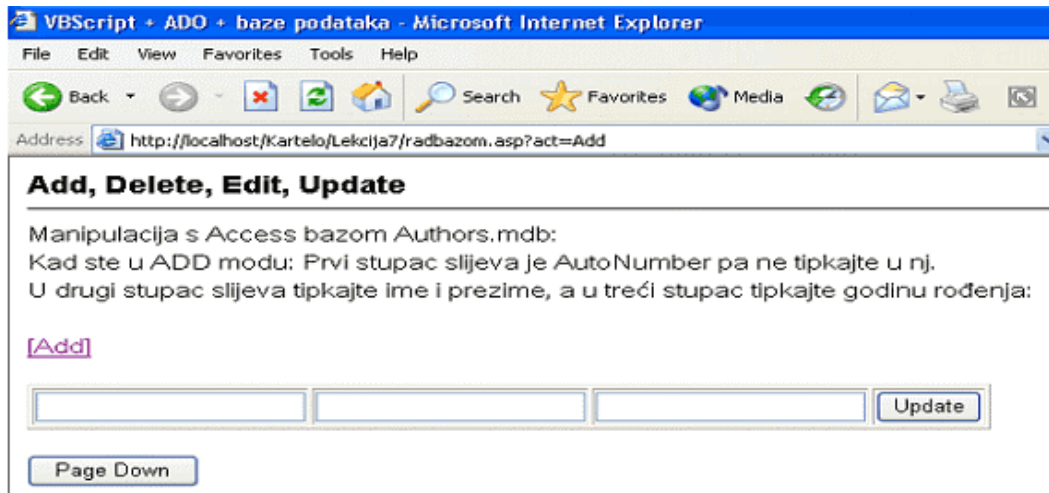 VBScript + ADO + baze podataka - Microsoft Internet Explorer
File Edit View Favorites Tools Help
Back Search Favorites Media
Address http://localhost/Kartelo/Lekcija7/radbazom.asp?act=Add
Add, Delete, Edit, Update
Manipulacija s Access bazom Authors.mdb:
Kad ste u ADD modu: Prvi stupac slijeva je AutoNumber pa ne tipkajte u nj.
U drugi stupac slijeva tipkajte ime i prezime, a u treći stupac tipkajte godinu rođenja:
[Add]
Update
Page Down